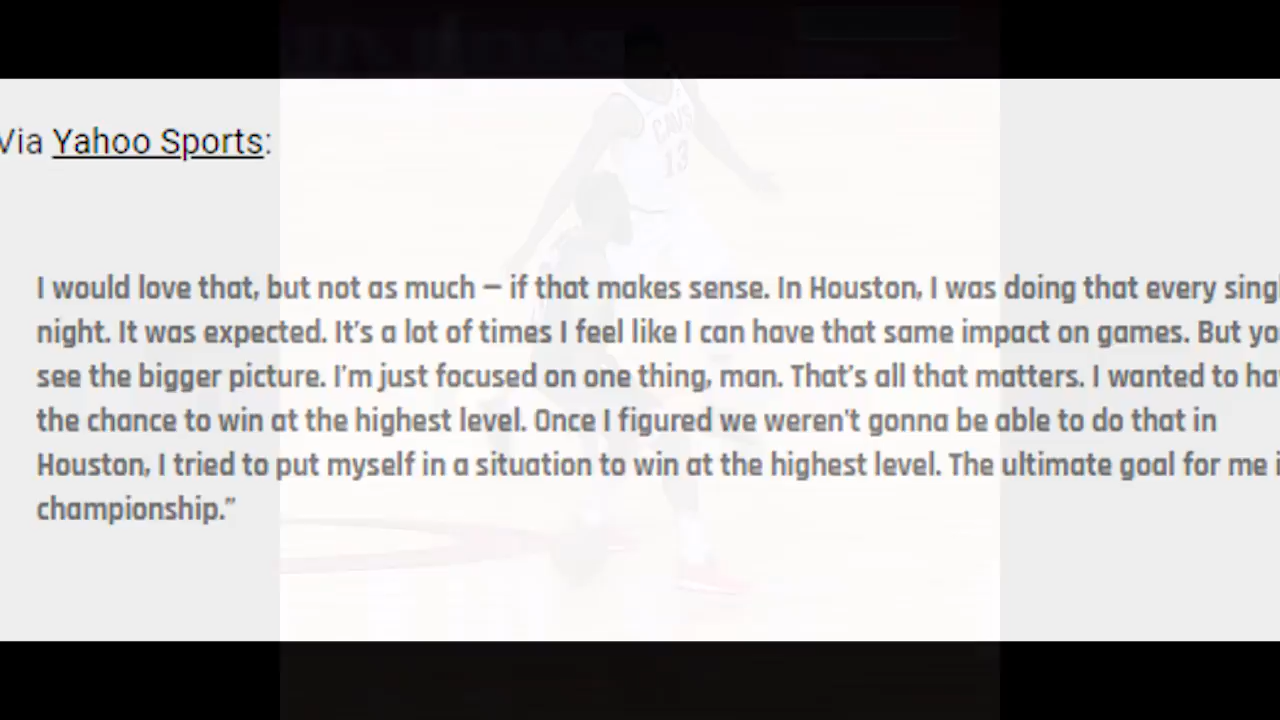 Via Yahoo Sports:
CAVS
13
I would love that, but not as much — if that makes sense. In Houston, I was doing that every singl
night. It was expected. It's a lot of times I feel like I can have that same impact on games. But yo
see the bigger picture. I'm just focused on one thing, man. That's all that matters. I wanted to ha
the chance to win at the highest level. Once I figured we weren't gonna be able to do that in
Houston, I tried to put myself in a situation to win at the highest level. The ultimate goal for me i
championship.”